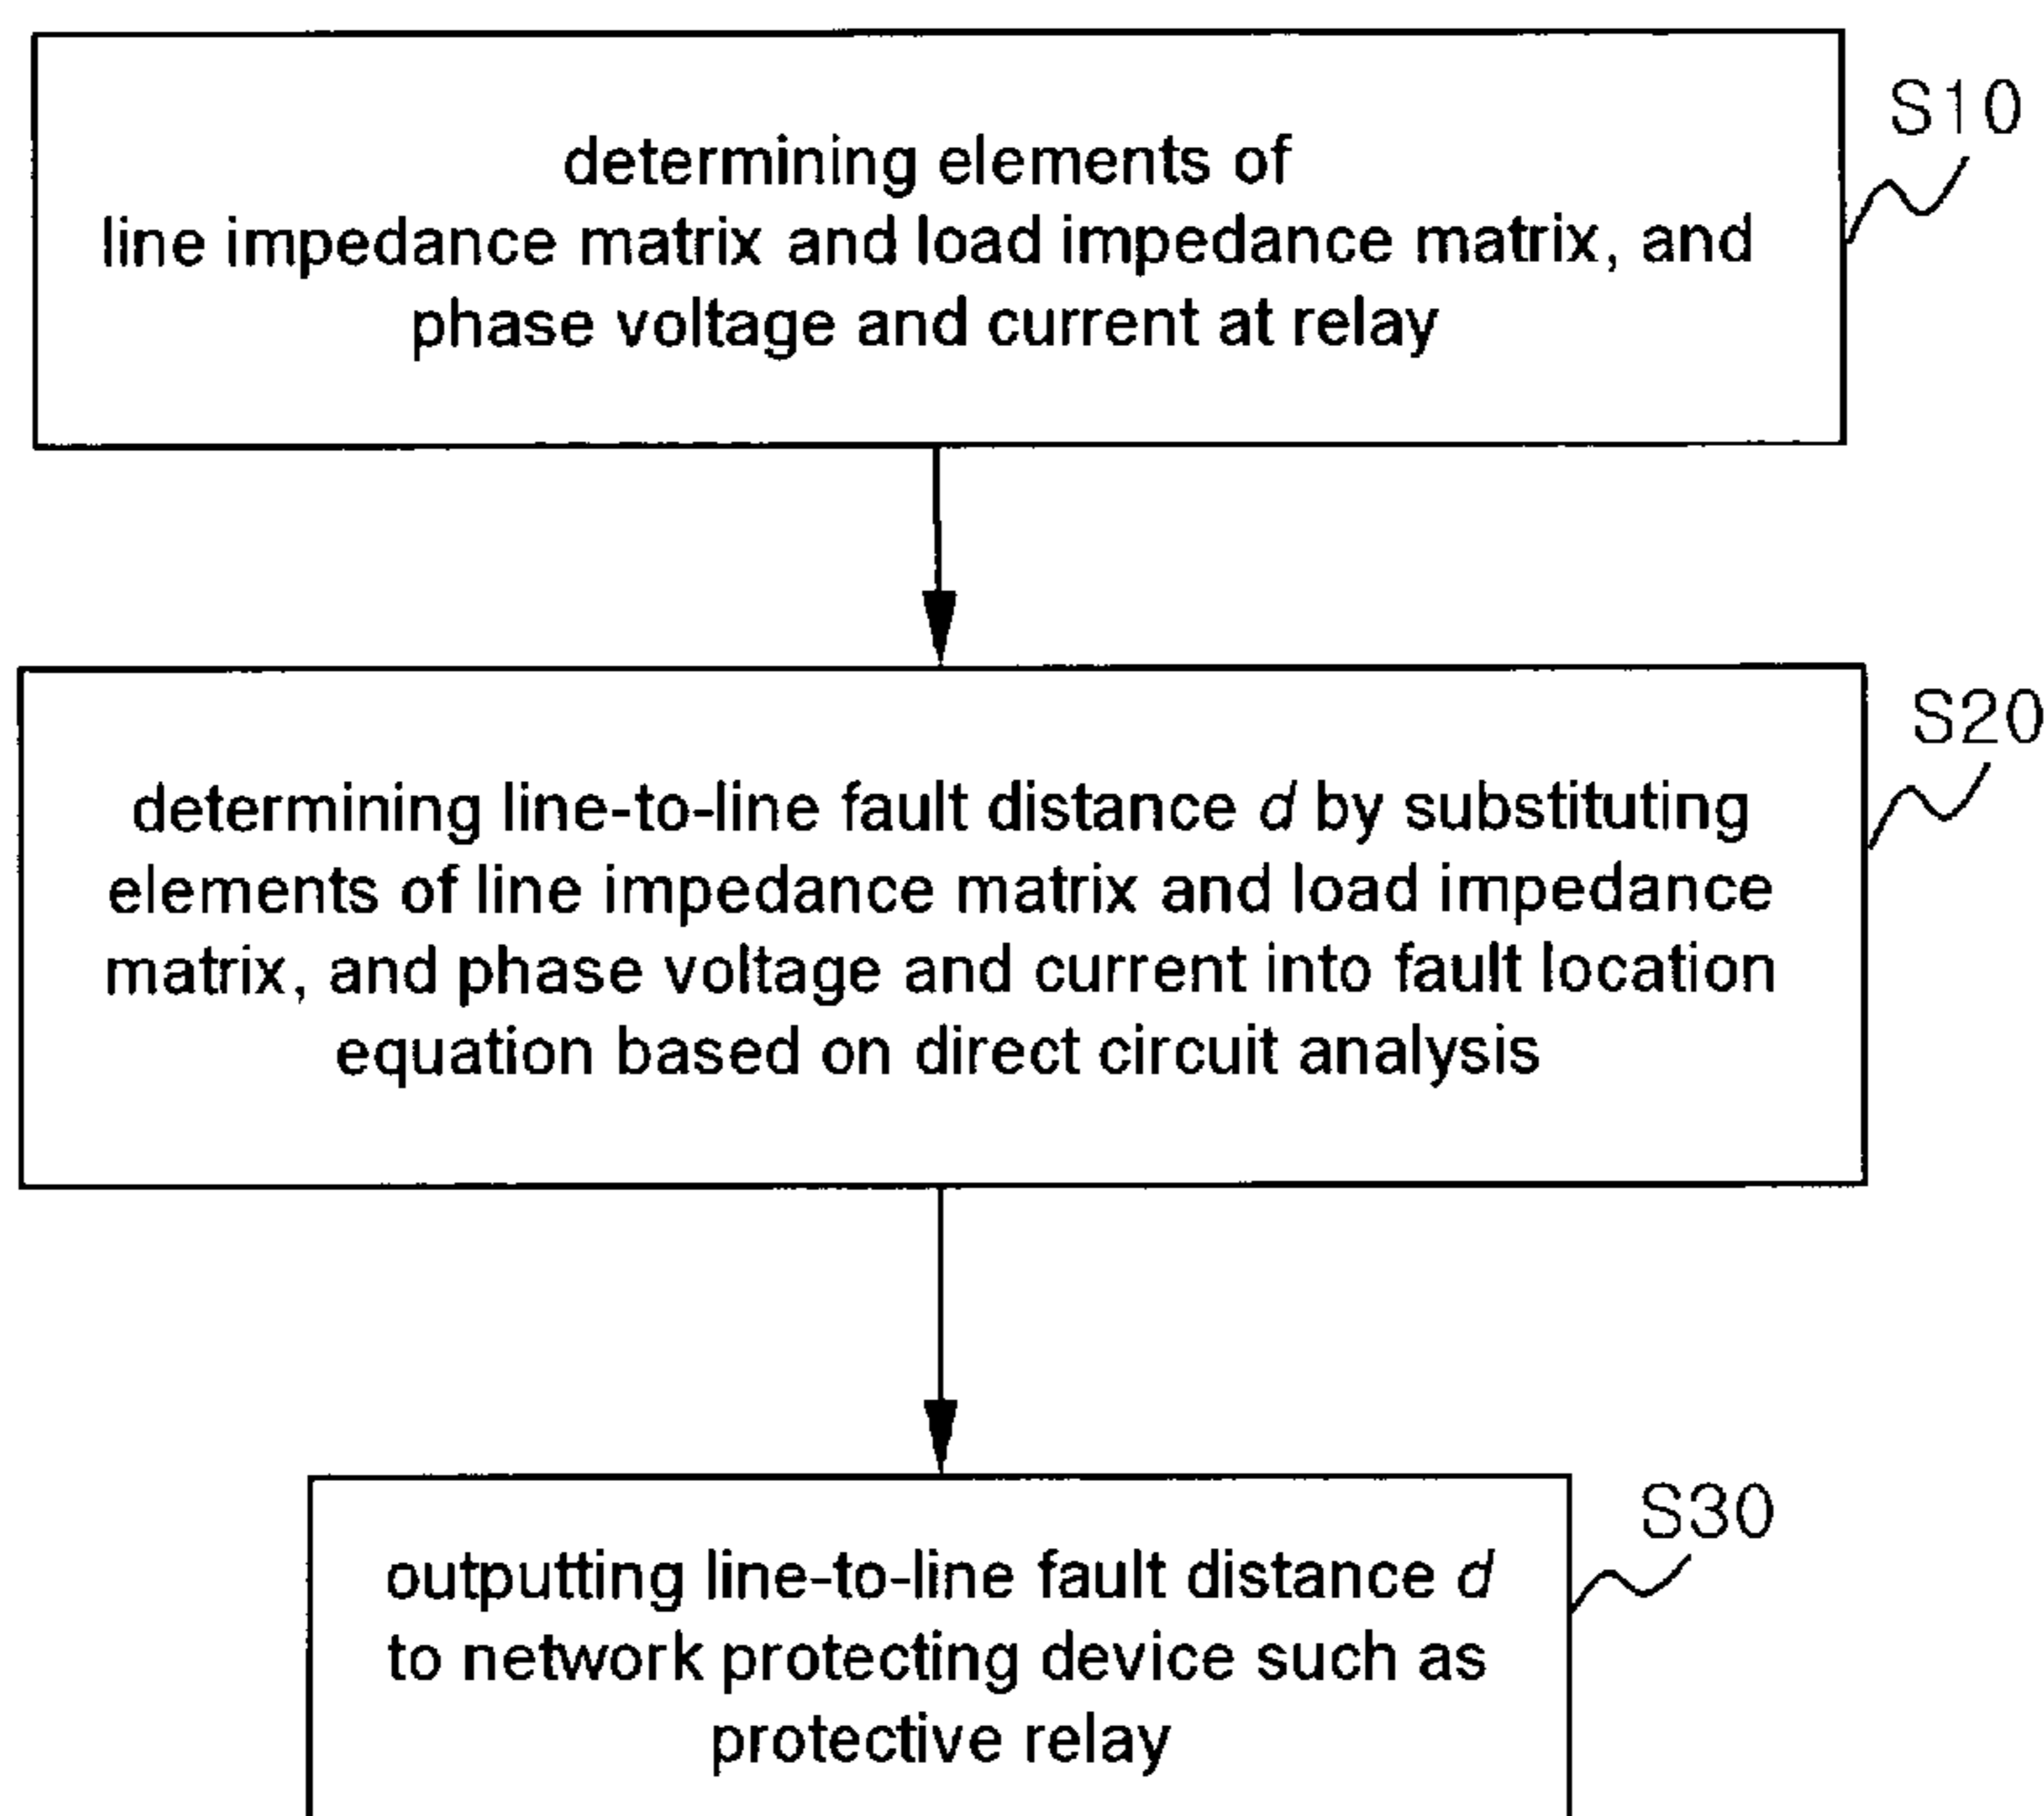 S10
determining elements of
line impedance matrix and load impedance matrix, and
phase voltage and current at relay
S20
determining line-to-line fault distance d by substituting
elements of line impedance matrix and load impedance
matrix, and phase voltage and current into fault location
equation based on direct circuit analysis
S30
outputting line-to-line fault distance d
to network protecting device such as
protective relay